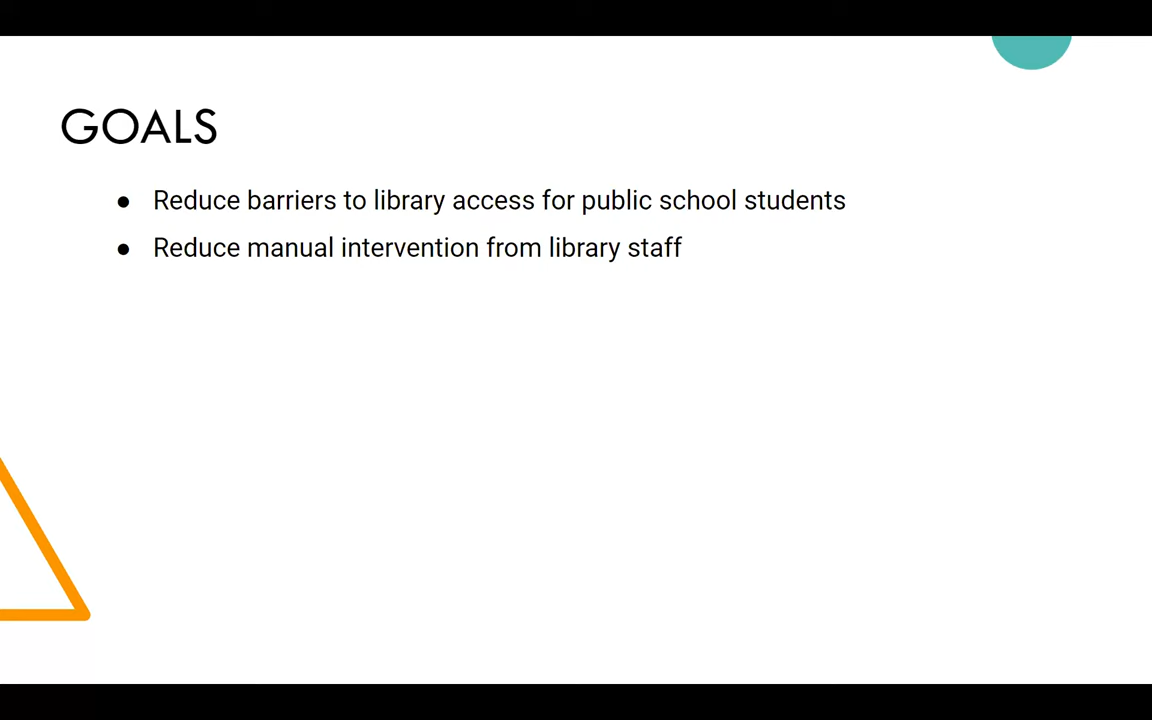 GOALS
● Reduce barriers to library access for public school students
● Reduce manual intervention from library staff